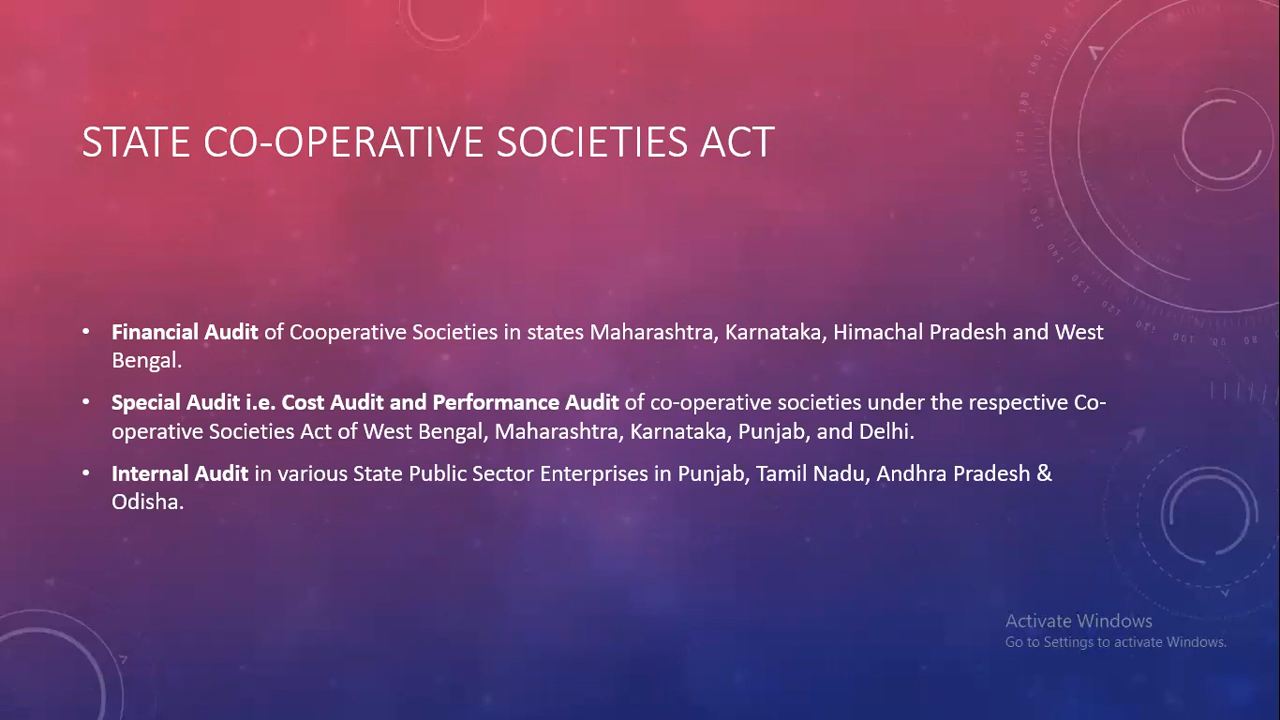 STATE CO-OPERATIVE SOCIETIES ACT
• Financial Audit of Cooperative Societies in states Maharashtra, Karnataka, Himachal Pradesh and West
Bengal.
• Special Audit i.e. Cost Audit and Performance Audit of co-operative societies under the respective Co-
operative Societies Act of West Bengal, Maharashtra, Karnataka, Punjab, and Delhi.
• Internal Audit in various State Public Sector Enterprises in Punjab, Tamil Nadu, Andhra Pradesh &
Odisha.
Activate Windows
Go to Settings to activate Windows.